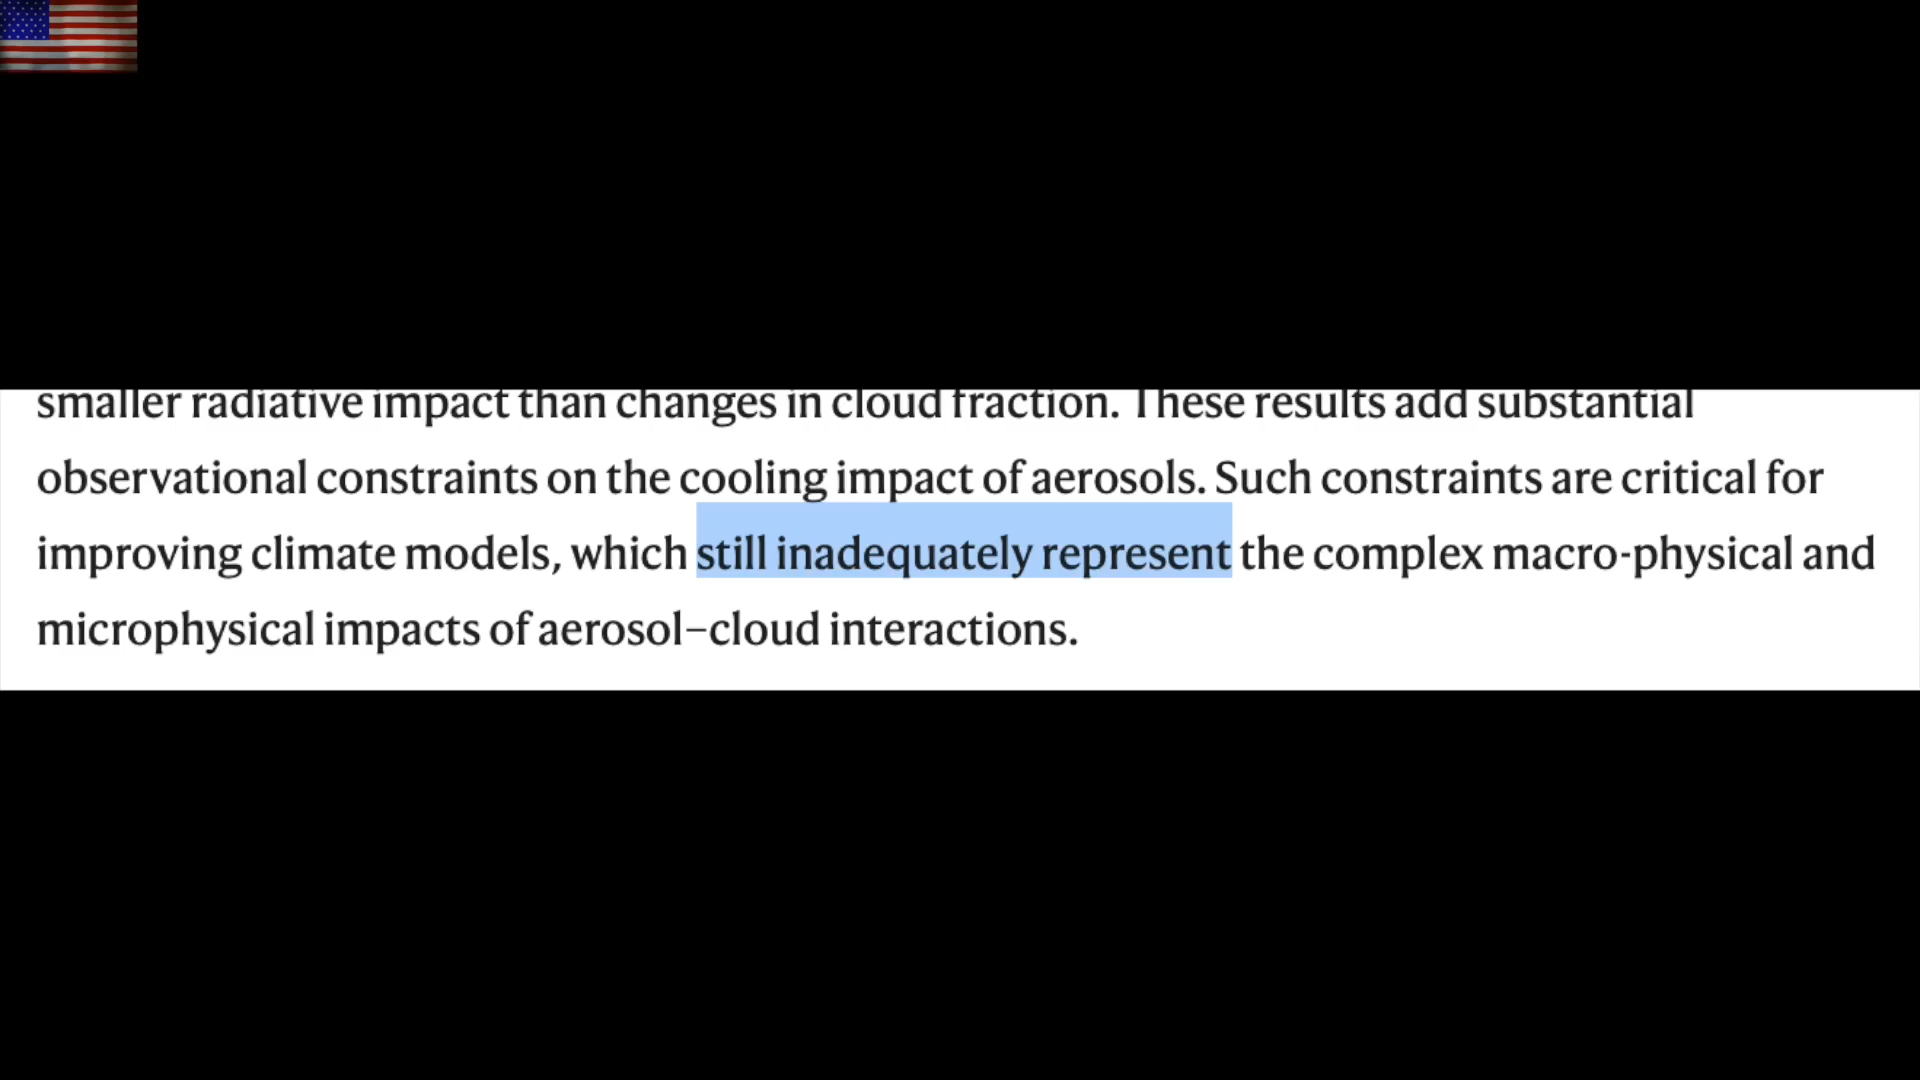 smaller radiative impact than changes in cloud fraction. These results add substantial
observational constraints on the cooling impact of aerosols. Such constraints are critical for
improving climate models, which still inadequately represent the complex macro-physical and
microphysical impacts of aerosol–cloud interactions.